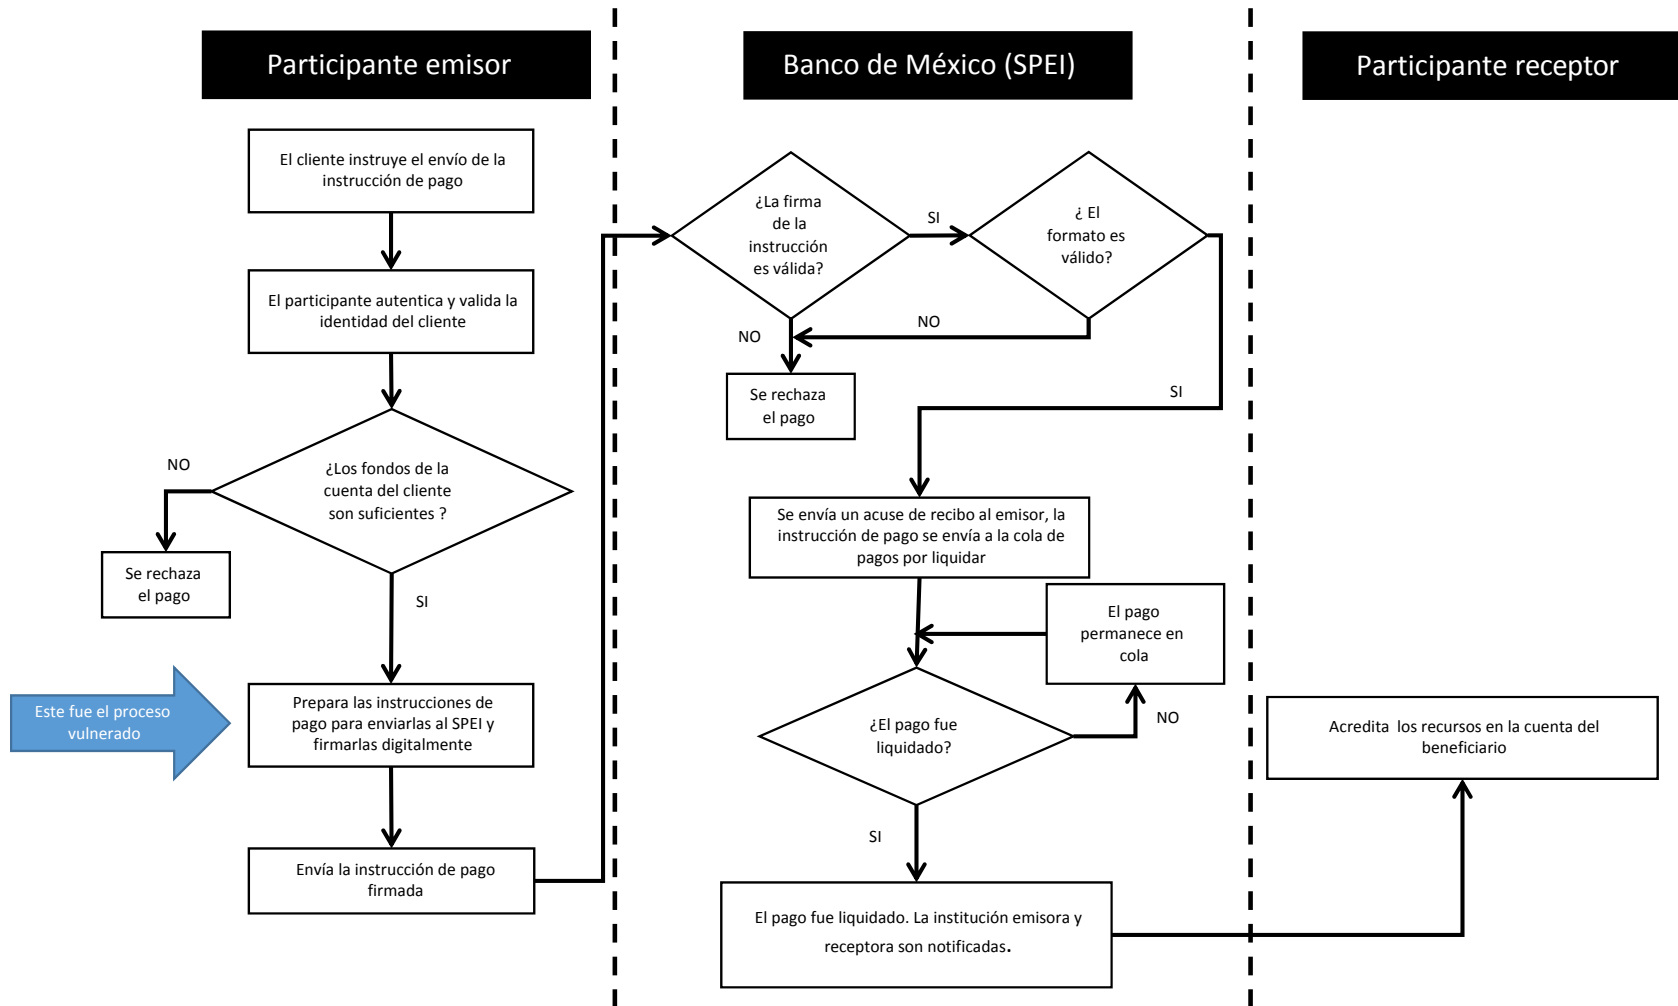 Participante emisor
El cliente instruye el envío de la
instrucción de pago
El participante autentica y valida la
identidad del cliente
¿Los fondos de la
cuenta del cliente
son suficientes ?
NO
Se rechaza
el pago
SI
Este fue el proceso
vulnerado
Prepara las instrucciones de
pago para enviarlas al SPEI y
firmarlas digitalmente
Envía la instrucción de pago
firmada
Banco de México (SPEI)
¿La firma
de la
instrucción
es válida?
SI
¿ El
formato es
válido?
NO
NO
Se rechaza
el pago
SI
Se envía un acuse de recibo al emisor, la
instrucción de pago se envía a la cola de
pagos por liquidar
El pago
permanece en
cola
¿El pago fue
liquidado?
NO
SI
El pago fue liquidado. La institución emisora y
receptora son notificadas.
Participante receptor
Acredita los recursos en la cuenta del
beneficiario